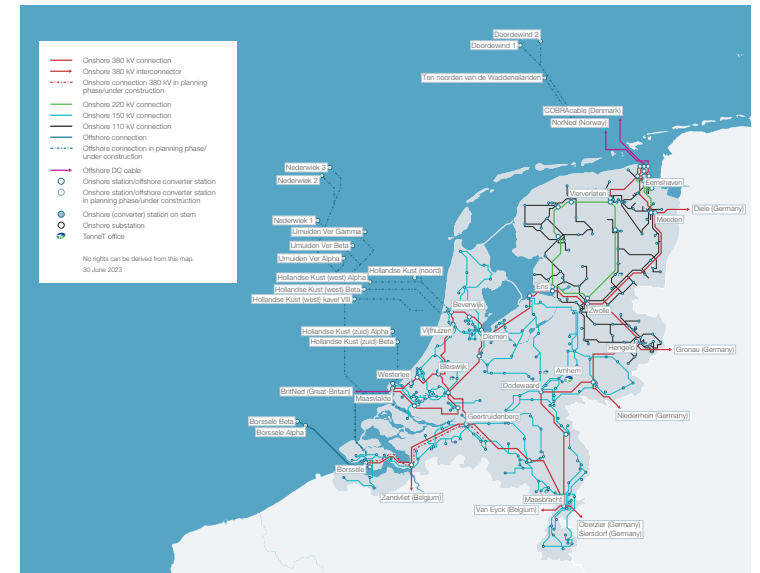 Onshore 380 kV connection
Onshore 380 kV interconnector
Onshore connection 380 kV in planning
phase/under construction
Onshore 220 kV connection
Onshore 150 kV connection
Onshore 110 kV connection
Offshore connection
Offshore connection in planning phase/
under construction
Offshore DC cable
Onshore station/offshore converter station
Onshore station/offshore converter station
in planning phase/under construction
Onshore (converter) station on stem
Onshore substation
TenneT office
No rights can be derived from this map.
30 June 2023
Doordewind 2
Doordewind 1
Ten noorden van de Waddeneilanden
COBRAcable (Denmark)
NorNed (Norway)
Nederwiek 3
Nederwiek 2
Eemshaven
Vierverlaten
Diele (Germany)
Meeden
Nederwiek 1
IJmuiden Ver Gamma
IJmuiden Ver Beta
IJmuiden Ver Alpha
Hollandse Kust (noord)
Hollandse Kust (west) Alpha
Hollandse Kust (west) Beta
Hollandse Kust (west) kavel VIII
Ens
Beverwijk
Zwolle
Hollandse Kust (zuid) Alpha
Vijfhuizen
Diemen
Hollandse Kust (zuid) Beta
Hengelo
Gronau (Germany)
Bleiswijk
Westerlee
Arnhem
Dodewaard
BritNed (Great-Britain)
Maasvlakte
Niederrhein (Germany)
Geertruidenberg
Borssele Beta
Borssele Alpha
Borssele
Zandvliet (Belgium)
Maasbracht
Van Eyck (Belgium)
Oberzier (Germany)
Siersdorf (Germany)